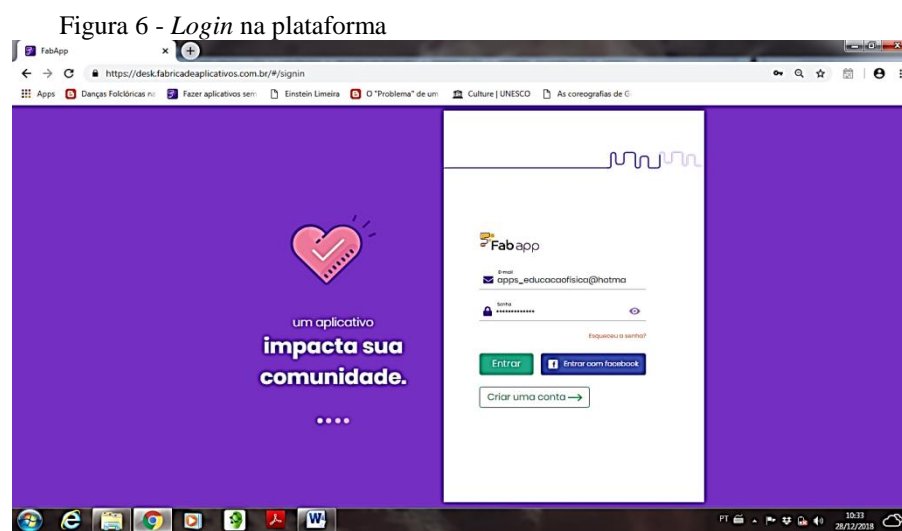 Figura 6 - Login na plataforma
FabApp
https://desk.fabricadeaplicativos.com.br/#/signin
Apps Danças Folclóricas na Fazer aplicativos sem Einstein Limeira O "Problema" de um Culture | UNESCO As coreografias de G
Fabapp
E-mail
apps_educacaofisica@hotma
Senha
Esqueceu a senha?
um aplicativo
impacta sua
comunidade.
Entrar Entrar com facebook
Criar uma conta
PT 10:33
28/12/2018